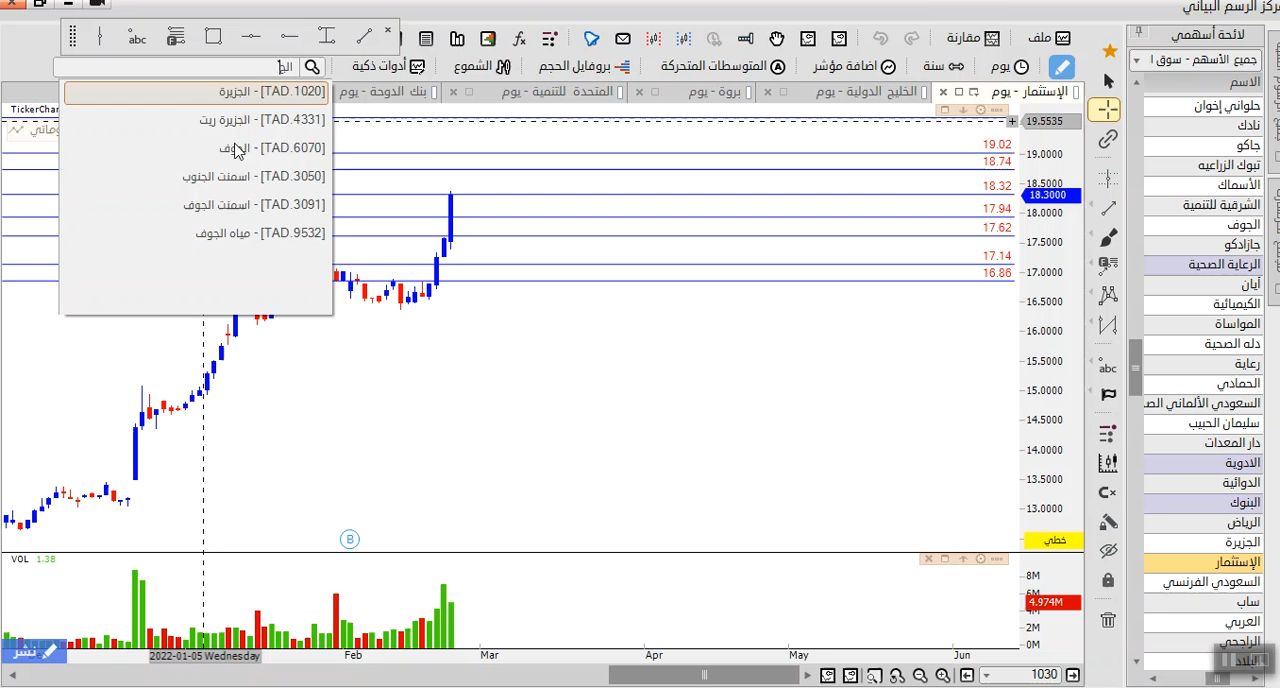 مركز الرسم البياني
لائحة أسهمي
جميع الأسهم - سوق ا
الاسم
حلواني إخوان
نادك
جاكو
تبوك الزراعيه
الأسماك
الشرقية للتنمية
الجوف
جازادكو
الرعاية الصحية
أيان
الكيميائية
المواساة
دله الصحية
رعاية
الحمادي
السعودي الألماني الص
سليمان الحبيب
دار المعدات
الادوية
الدوائية
البنوك
الرياض
الجزيرة
الإستثمار
السعودي الفرنسي
ساب
العربي
الراجحي
البلاد
ملف
مقارنة
abc
يوم
سنة
اضافة مؤشر
المتوسطات المتحركة
بروفايل الحجم
الشموع
أدوات ذكية
الج
الإستثمار - يوم
الخليج الدولية - يوم
بروة - يوم
المتحدة للتنمية - يوم
بنك الدوحة - يوم
[TAD.1020] - الجزيرة
[TAD.4331] - الجزيرة ريت
[TAD.6070] - الجوف
[TAD.3050] - اسمنت الجنوب
[TAD.3091] - اسمنت الجوف
[TAD.9532] - مياه الجوف
TickerChar
19.5535
19.02
19.0000
18.74
18.5000
18.32
18.3000
18.0000
17.94
17.62
17.5000
17.14
17.0000
16.86
16.5000
16.0000
15.5000
15.0000
14.5000
14.0000
13.5000
13.0000
abc
B
خطي
VOL 1.38
8M
6M
4.974M
2M
0M
نشر
2022-01-05 Wednesday
Feb
Mar
Apr
May
Jun
1030